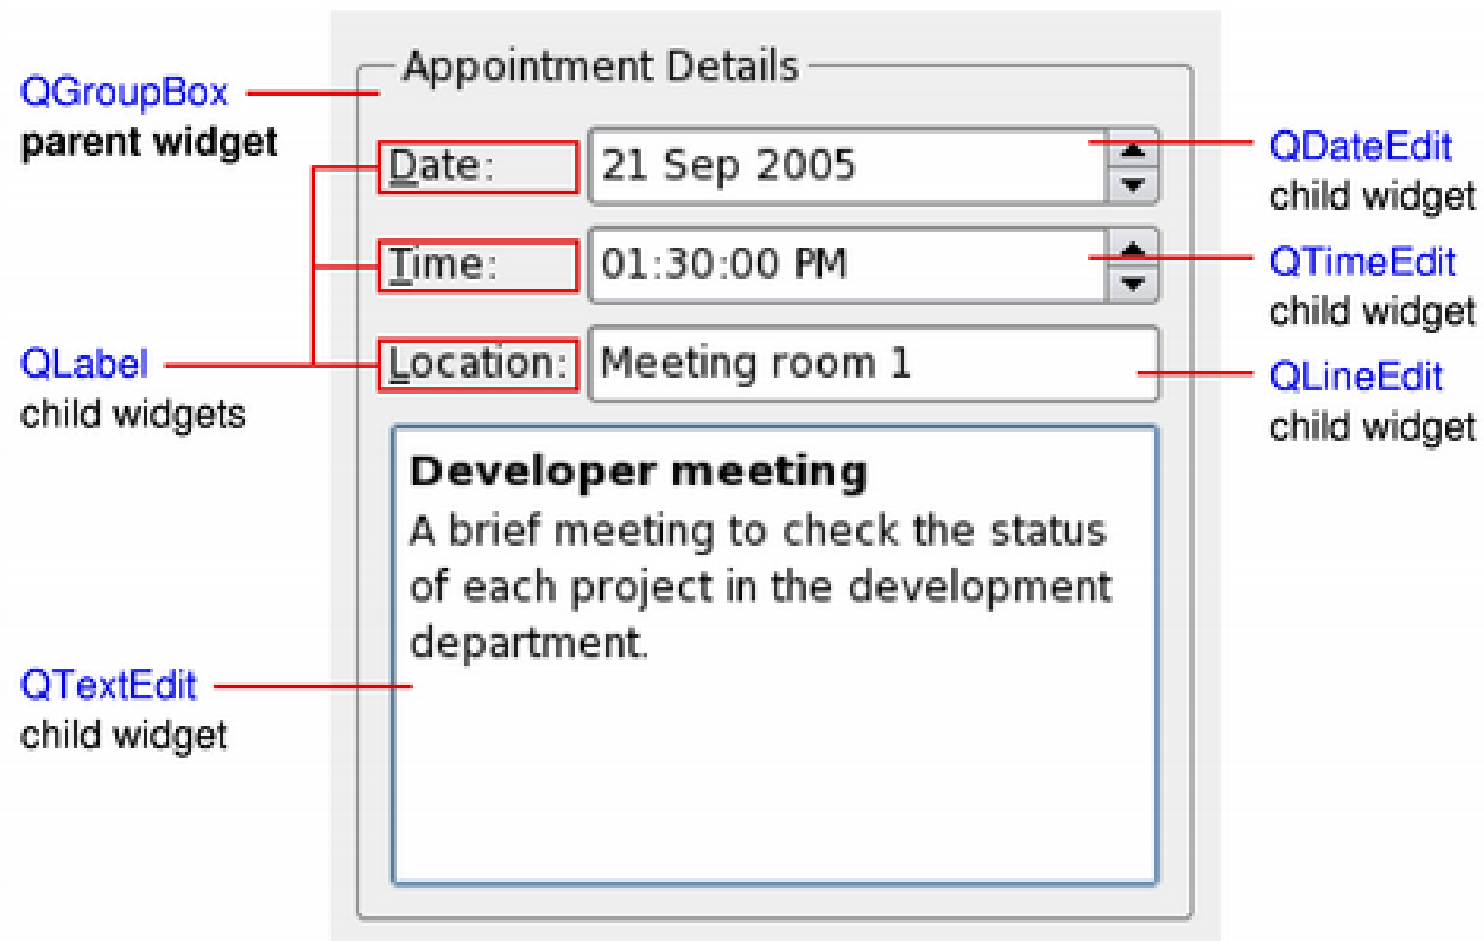 Appointment Details
QGroupBox
parent widget
Date: 21 Sep 2005
QDateEdit
child widget
Time: 01:30:00 PM
QTimeEdit
child widget
QLabel
child widgets
Location: Meeting room 1
QLineEdit
child widget
Developer meeting
A brief meeting to check the status
of each project in the development
department.
QTextEdit
child widget